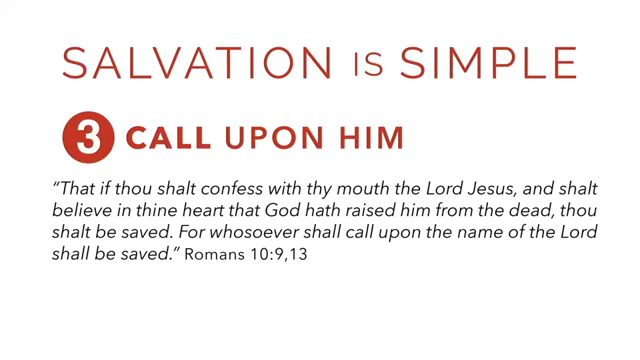 SALVATION IS SIMPLE
3 CALL UPON HIM
"That if thou shalt confess with thy mouth the Lord Jesus, and shalt
believe in thine heart that God hath raised him from the dead, thou
shalt be saved. For whosoever shall call upon the name of the Lord
shall be saved." Romans 10:9,13